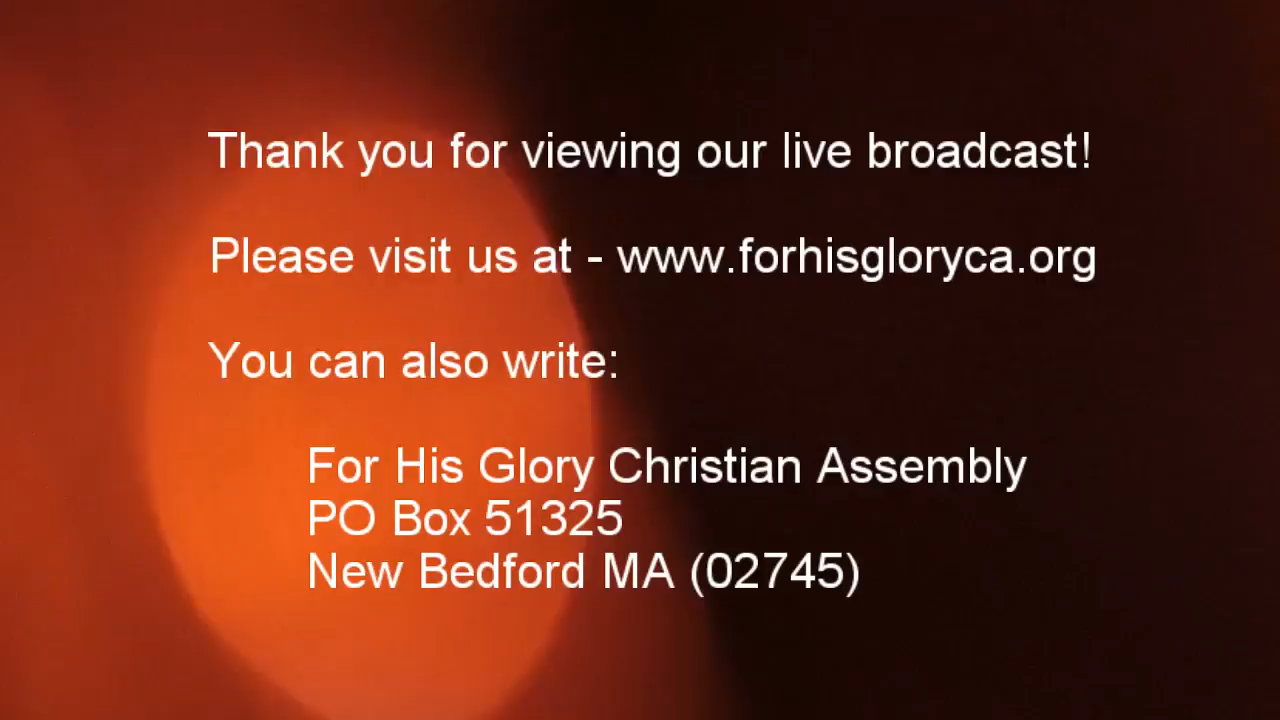 Thank you for viewing our live broadcast!
Please visit us at - www.forhisgloryca.org
You can also write:
For His Glory Christian Assembly
PO Box 51325
New Bedford MA (02745)